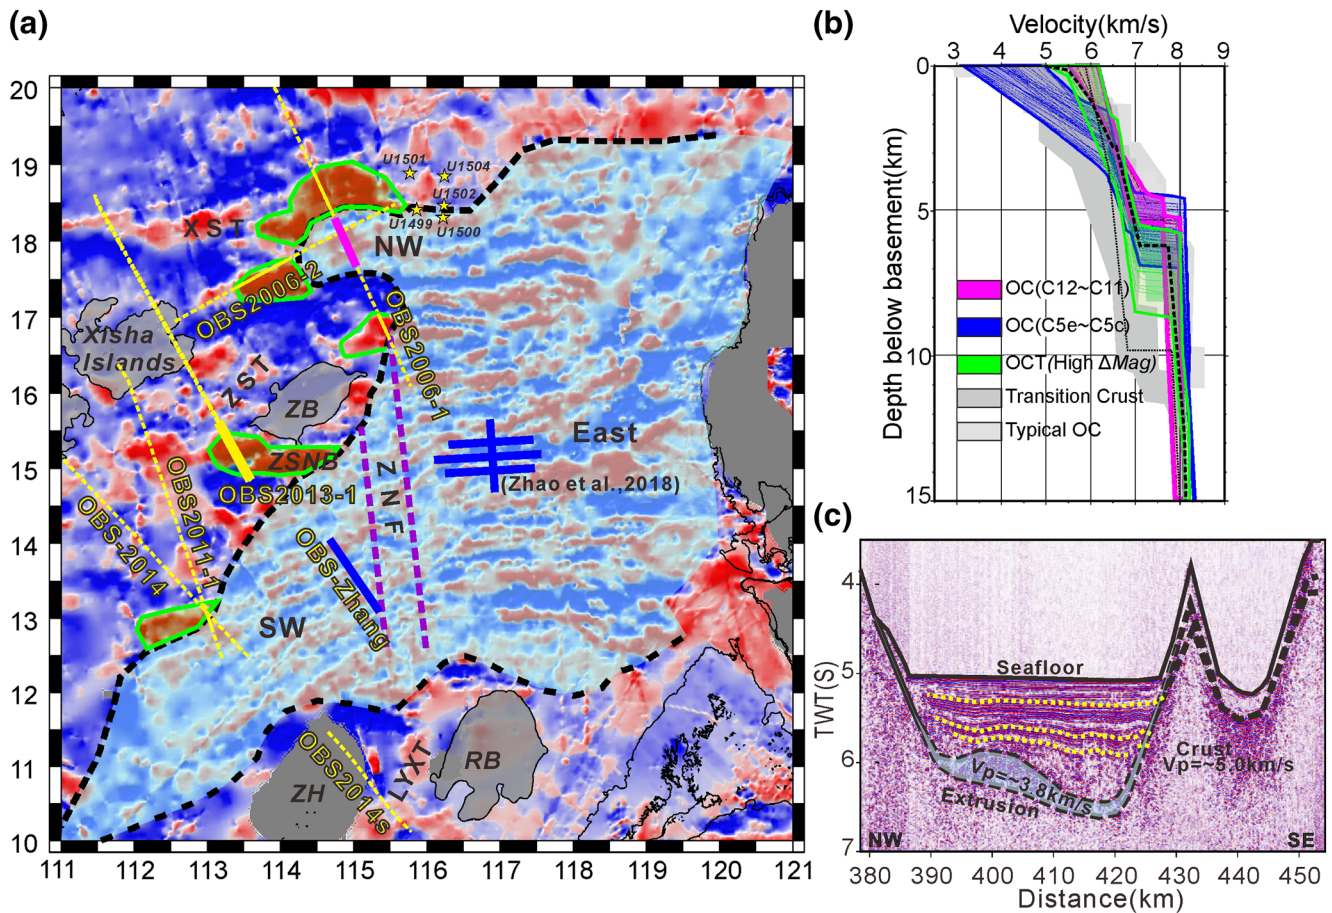 (a)
20
19
18
17
16
15
14
13
12
11
10
111
112
113
114
115
116
117
118
119
120
121
U1501
U1504
U1502
U1499
U1500
XST
NW
OBS2006-2
OBS2006-1
Xisha
Islands
ZST
ZB
ZSNB
OBS2013-1
East
(Zhao et al.,2018)
ZNF
OBS2011-1
OBS-2014
OBS-Zhang
SW
OBS2014s
LYXT
RB
ZH
(b)
Velocity(km/s)
3 4 5 6 7 8 9
Depth below basement(km)
0
5
10
15
OC(C12~C11)
OC(C5e~C5c)
OCT(High ΔMag)
Transition Crust
Typical OC
(c)
TWT(S)
4
5
6
7
Seafloor
Vp=~3.8km/s
Extrusion
Crust
Vp=~5.0km/s
NW
SE
380 390 400 410 420 430 440 450
Distance(km)